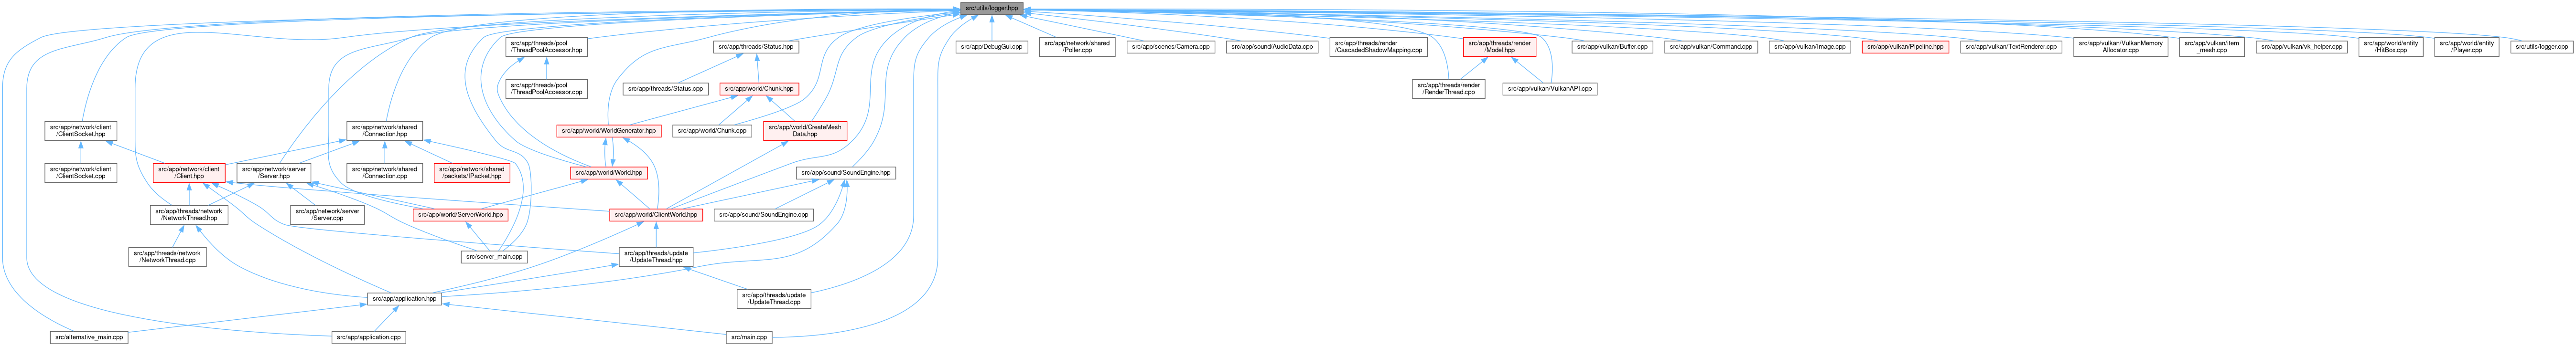 src/utils/logger.hpp
src/app/threads/pool
/ThreadPoolAccessor.hpp
src/app/threads/Status.hpp
src/app/DebugGui.cpp
src/app/network/shared
/Poller.cpp
src/app/scenes/Camera.cpp
src/app/sound/AudioData.cpp
src/app/threads/render
/CascadedShadowMapping.cpp
src/app/threads/render
/Model.hpp
src/app/vulkan/Buffer.cpp
src/app/vulkan/Command.cpp
src/app/vulkan/Image.cpp
src/app/vulkan/Pipeline.hpp
src/app/vulkan/TextRenderer.cpp
src/app/vulkan/VulkanMemory
Allocator.cpp
src/app/vulkan/item
_mesh.cpp
src/app/vulkan/vk_helper.cpp
src/app/world/entity
/HitBox.cpp
src/app/world/entity
/Player.cpp
src/utils/logger.cpp
src/app/threads/pool
/ThreadPoolAccessor.cpp
src/app/threads/Status.cpp
src/app/world/Chunk.hpp
src/app/threads/render
/RenderThread.cpp
src/app/vulkan/VulkanAPI.cpp
src/app/network/client
/ClientSocket.hpp
src/app/network/shared
/Connection.hpp
src/app/world/WorldGenerator.hpp
src/app/world/Chunk.cpp
src/app/world/CreateMesh
Data.hpp
src/app/network/client
/ClientSocket.cpp
src/app/network/client
/Client.hpp
src/app/network/server
/Server.hpp
src/app/network/shared
/Connection.cpp
src/app/network/shared
/packets/IPacket.hpp
src/app/world/World.hpp
src/app/sound/SoundEngine.hpp
src/app/threads/network
/NetworkThread.hpp
src/app/network/server
/Server.cpp
src/app/world/ServerWorld.hpp
src/app/world/ClientWorld.hpp
src/app/sound/SoundEngine.cpp
src/app/threads/network
/NetworkThread.cpp
src/server_main.cpp
src/app/threads/update
/UpdateThread.hpp
src/app/application.hpp
src/app/threads/update
/UpdateThread.cpp
src/alternative_main.cpp
src/app/application.cpp
src/main.cpp